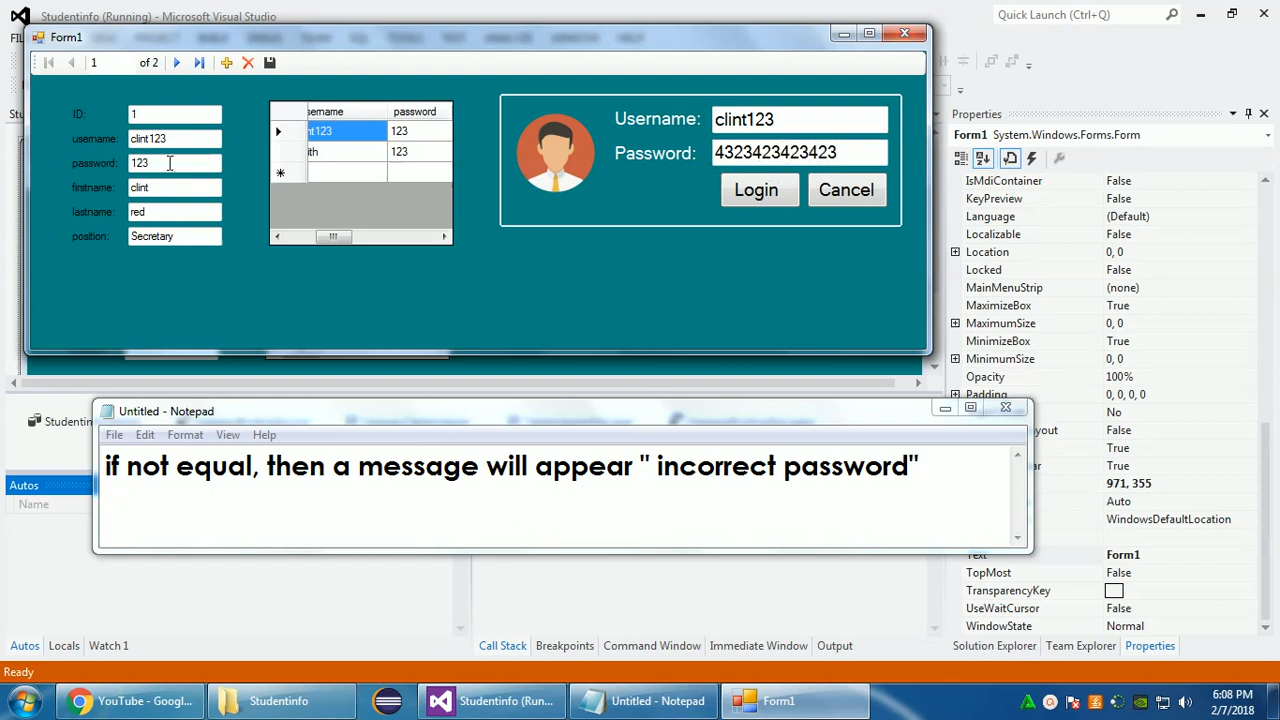 Studentinfo (Running) - Microsoft Visual Studio
Quick Launch (Ctrl+Q)
Form1
1 of 2
ID: 1
username: clint123
password: 123
firstname: clint
lastname: red
position: Secretary
sername password
nt123 123
ith 123
Username: clint123
Password: 4323423423423
Login Cancel
Properties
Form1 System.Windows.Forms.Form
IsMdiContainer False
KeyPreview False
Language (Default)
Localizable False
Location 0, 0
Locked False
MainMenuStrip (none)
MaximizeBox True
MaximumSize 0, 0
MinimizeBox True
MinimumSize 0, 0
Opacity 100%
Padding 0, 0, 0, 0
No
ayout False
True
ar True
971, 355
Auto
WindowsDefaultLocation
Text Form1
TopMost False
TransparencyKey
UseWaitCursor False
WindowState Normal
Studentin
Untitled - Notepad
File Edit Format View Help
if not equal, then a message will appear " incorrect password"
Autos
Name
Autos Locals Watch 1
Call Stack Breakpoints Command Window Immediate Window Output
Solution Explorer Team Explorer Properties
Ready
YouTube - Googl... Studentinfo Studentinfo (Run... Untitled - Notepad Form1
6:08 PM
2/7/2018